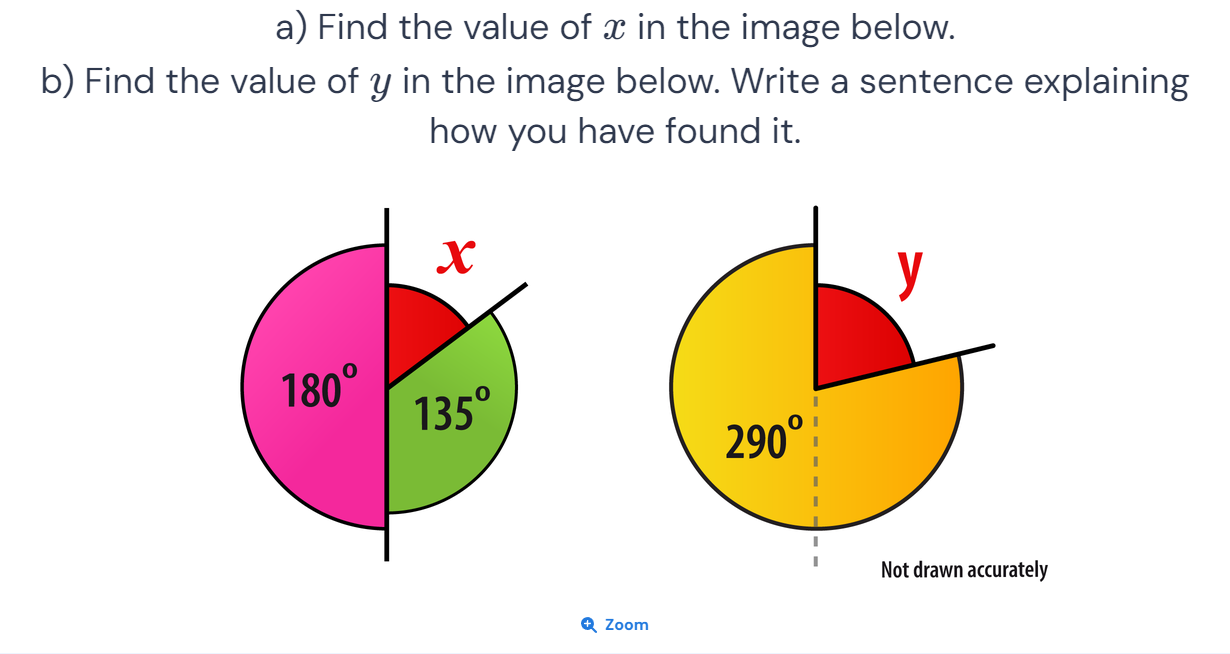 a) Find the value of x in the image below.
b) Find the value of y in the image below. Write a sentence explaining
how you have found it.
x
y
180°
135°
290°
Not drawn accurately
Zoom